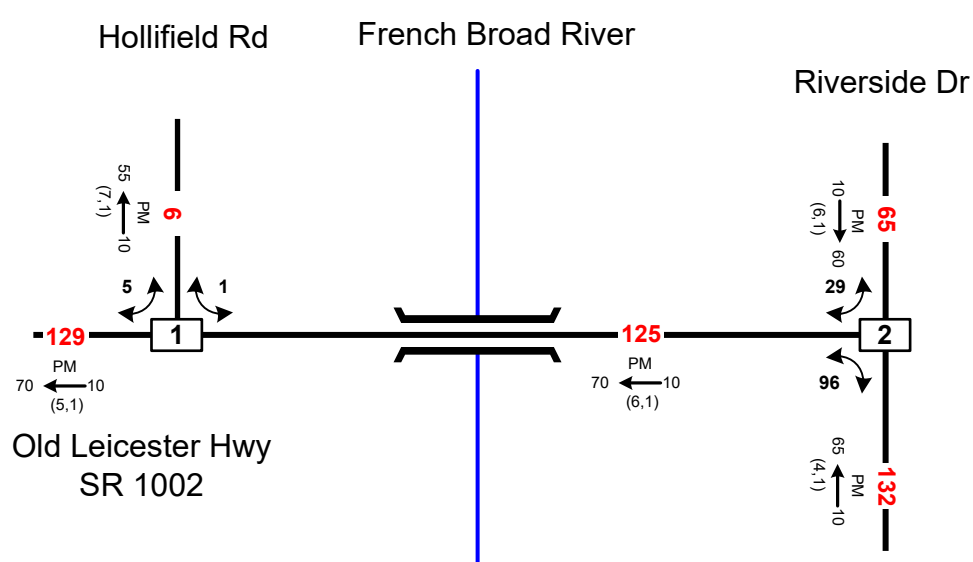 Hollifield Rd
French Broad River
Riverside Dr
55
PM
(7,1)
10
6
5
1
10
PM
(6,1)
60
65
29
129
1
125
2
PM
70
10
(5,1)
PM
70
10
(6,1)
96
Old Leicester Hwy
SR 1002
65
PM
(4,1)
10
132